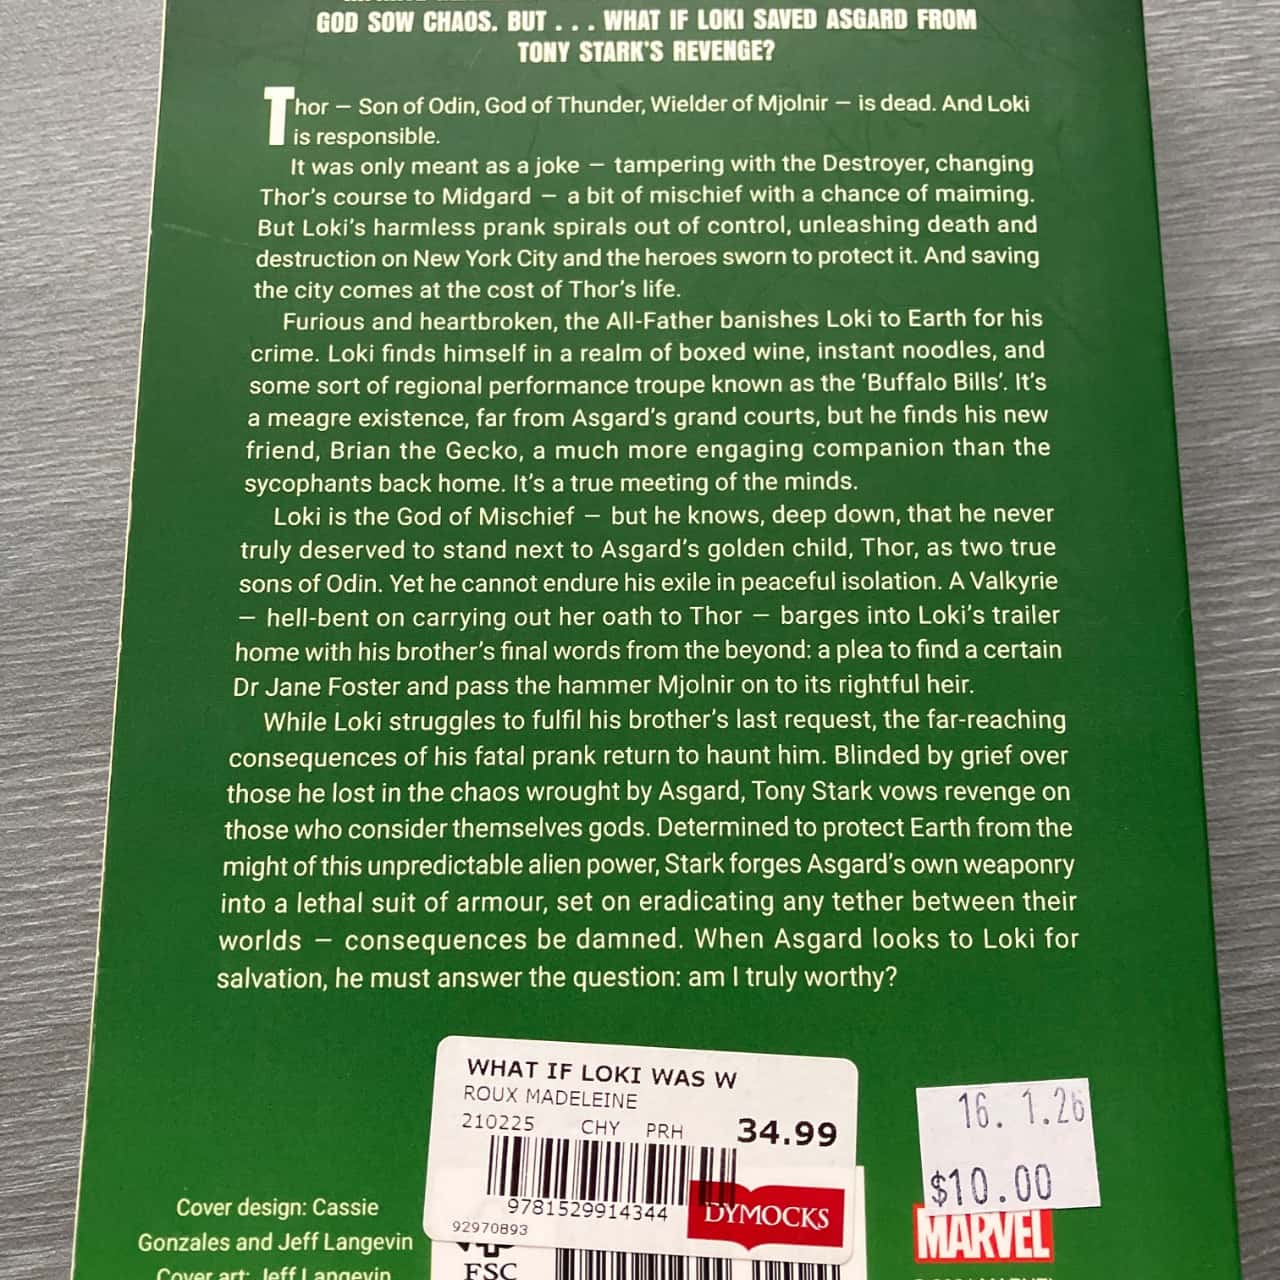 GOD SOW CHAOS. BUT . . . WHAT IF LOKI SAVED ASGARD FROM
TONY STARK'S REVENGE?
Thor – Son of Odin, God of Thunder, Wielder of Mjolnir – is dead. And Loki
is responsible.
It was only meant as a joke – tampering with the Destroyer, changing
Thor's course to Midgard – a bit of mischief with a chance of maiming.
But Loki's harmless prank spirals out of control, unleashing death and
destruction on New York City and the heroes sworn to protect it. And saving
the city comes at the cost of Thor's life.
Furious and heartbroken, the All-Father banishes Loki to Earth for his
crime. Loki finds himself in a realm of boxed wine, instant noodles, and
some sort of regional performance troupe known as the 'Buffalo Bills'. It's
a meagre existence, far from Asgard's grand courts, but he finds his new
friend, Brian the Gecko, a much more engaging companion than the
sycophants back home. It's a true meeting of the minds.
Loki is the God of Mischief – but he knows, deep down, that he never
truly deserved to stand next to Asgard's golden child, Thor, as two true
sons of Odin. Yet he cannot endure his exile in peaceful isolation. A Valkyrie
– hell-bent on carrying out her oath to Thor – barges into Loki's trailer
home with his brother's final words from the beyond: a plea to find a certain
Dr Jane Foster and pass the hammer Mjolnir on to its rightful heir.
While Loki struggles to fulfil his brother's last request, the far-reaching
consequences of his fatal prank return to haunt him. Blinded by grief over
those he lost in the chaos wrought by Asgard, Tony Stark vows revenge on
those who consider themselves gods. Determined to protect Earth from the
might of this unpredictable alien power, Stark forges Asgard's own weaponry
into a lethal suit of armour, set on eradicating any tether between their
worlds – consequences be damned. When Asgard looks to Loki for
salvation, he must answer the question: am I truly worthy?
WHAT IF LOKI WAS W
ROUX MADELEINE
210225 CHY PRH 34.99
9781529914344
92970893
DYMOCKS
16. 1.26
$10.00
MARVEL
Cover design: Cassie
Gonzales and Jeff Langevin
Cover art: Jeff Langevin
FSC